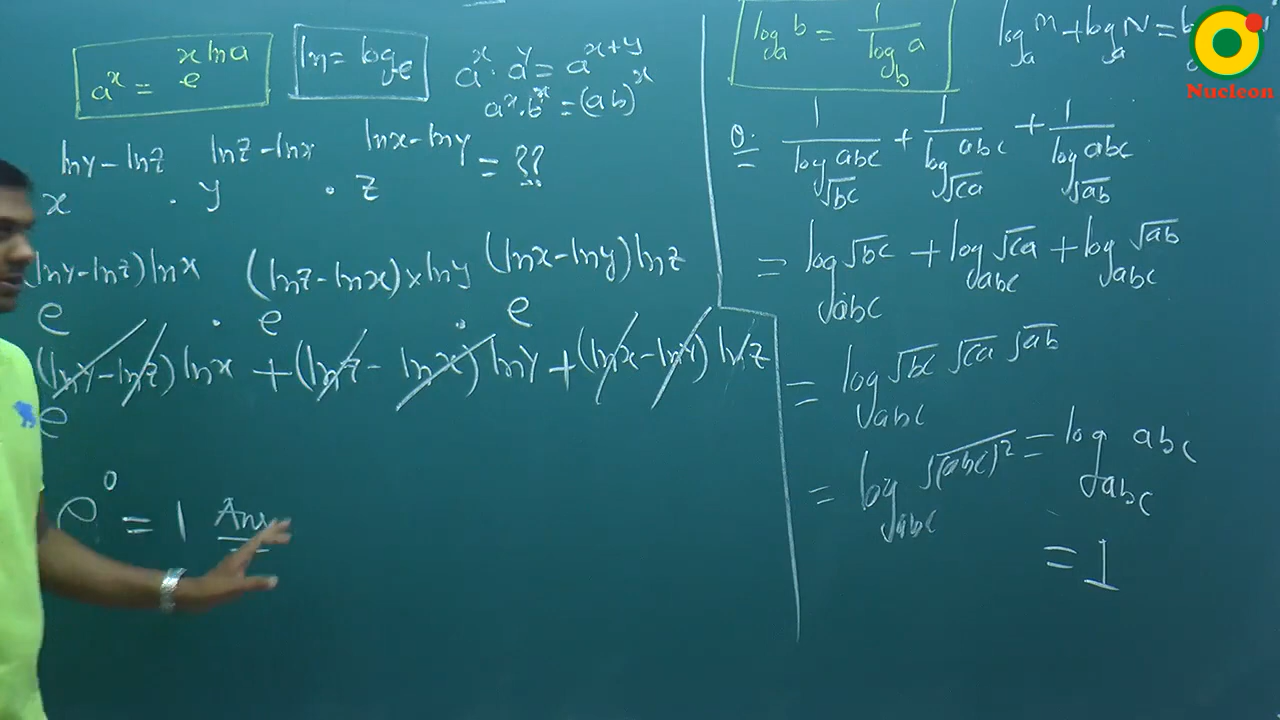 a^x = e^{x ln a}
ln = log_e
a^x · a^y = a^{x+y}
a^x · b^x = (ab)^x
x^{lny − lnz} · y^{lnz − lnx} · z^{lnx − lny} = ??
e^{(lny − lnz) lnx} · e^{(lnz − lnx) × lny} · e^{(lnx − lny) lnz}
e^{(lny − lnz) lnx + (lnz − lnx) lny + (lnx − lny) lnz}
e^0 = 1 Ans
log_a b = 1/log_b a
log_a M + log_a N =
Nucleon
Q. 1/log_{√bc} abc + 1/log_{√ca} abc + 1/log_{√ab} abc
= log_{abc} √bc + log_{abc} √ca + log_{abc} √ab
= log_{abc} √bc √ca √ab
= log_{abc} √(abc)^2 = log_{abc} abc
= 1